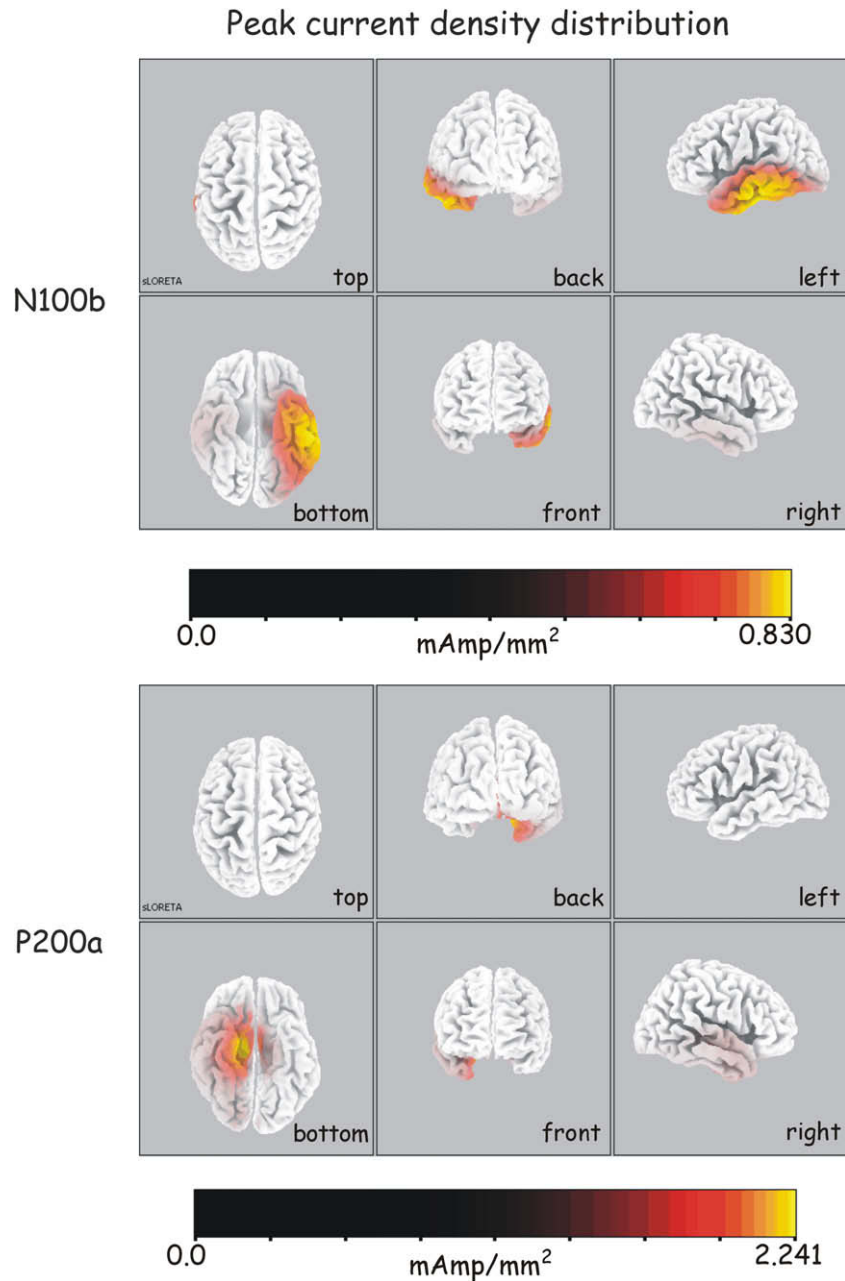 Peak current density distribution
N100b
sLORETA
top
back
left
bottom
front
right
0.0
mAmp/mm²
0.830
P200a
sLORETA
top
back
left
bottom
front
right
0.0
mAmp/mm²
2.241